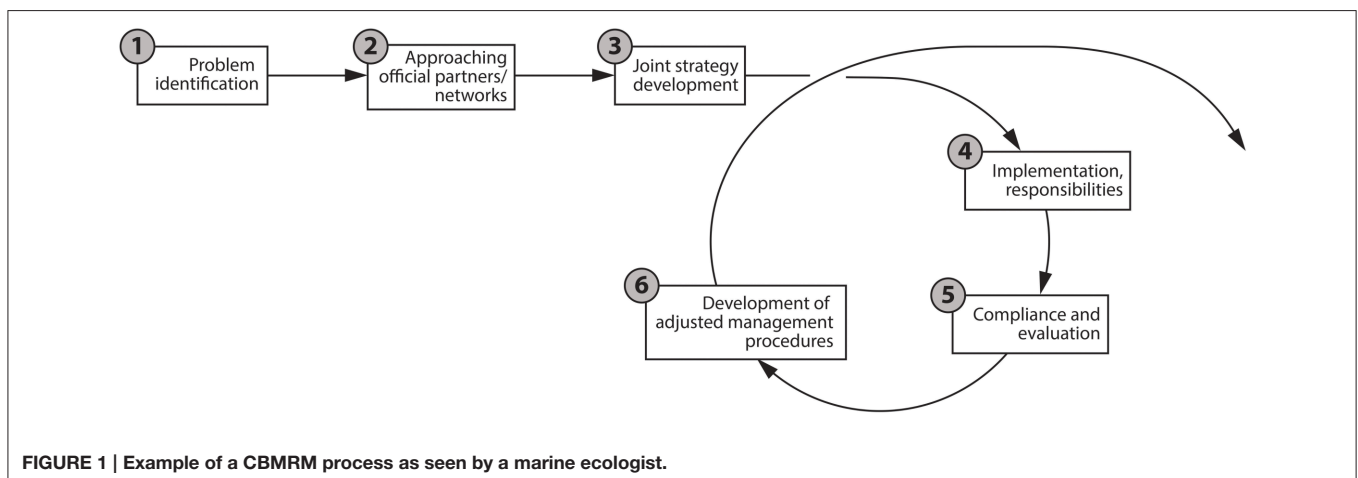 1
Problem
identification
2
Approaching
official partners/
networks
3
Joint strategy
development
4
Implementation,
responsibilities
5
Compliance and
evaluation
6
Development of
adjusted management
procedures
FIGURE 1 | Example of a CBMRM process as seen by a marine ecologist.